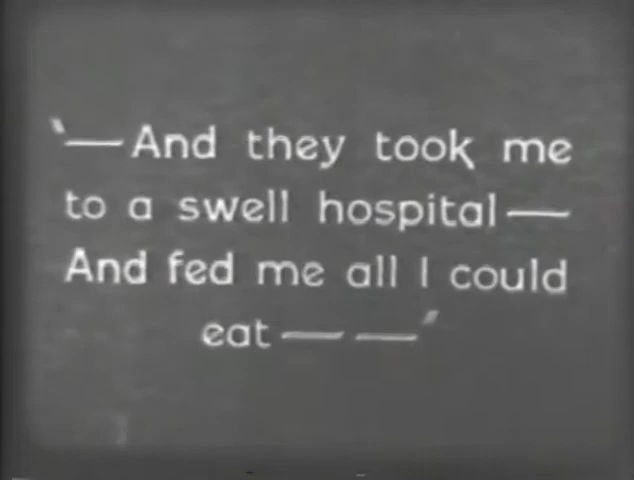 "—And they took me
to a swell hospital—
And fed me all I could
eat— —"